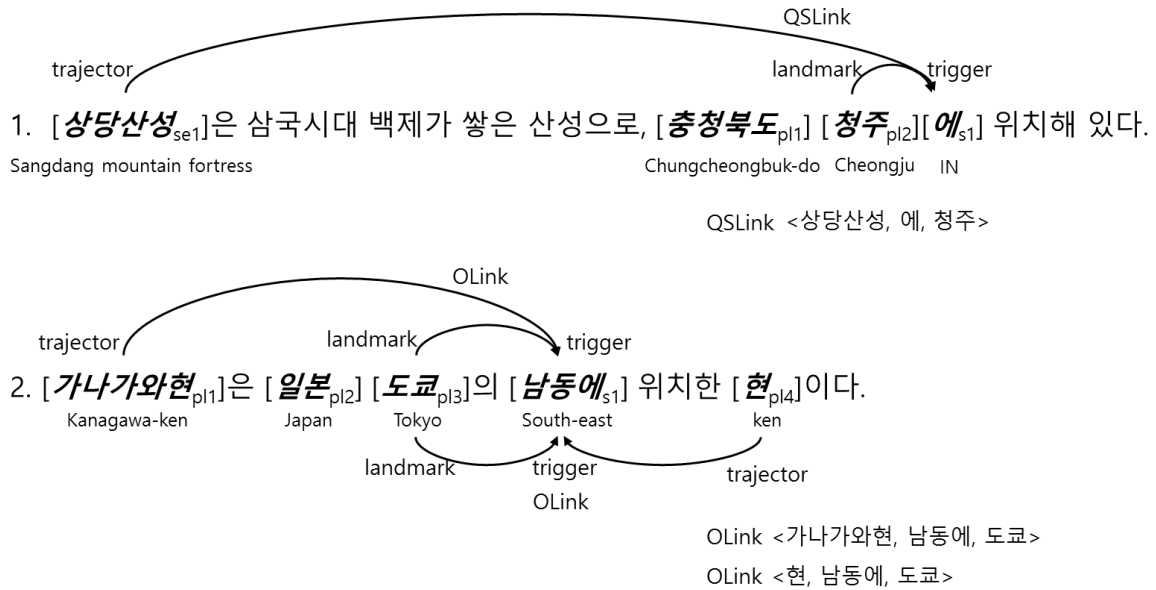 QSLink
trajector landmark trigger
1. [상당산성se1]은 삼국시대 백제가 쌓은 산성으로, [충청북도pl1] [청주pl2][에s1] 위치해 있다.
Sangdang mountain fortress Chungcheongbuk-do Cheongju IN
QSLink <상당산성, 에, 청주>
OLink
trajector landmark trigger
2. [가나가와현pl1]은 [일본pl2] [도쿄pl3]의 [남동에s1] 위치한 [현pl4]이다.
Kanagawa-ken Japan Tokyo South-east ken
landmark trigger trajector
OLink
OLink <가나가와현, 남동에, 도쿄>
OLink <현, 남동에, 도쿄>